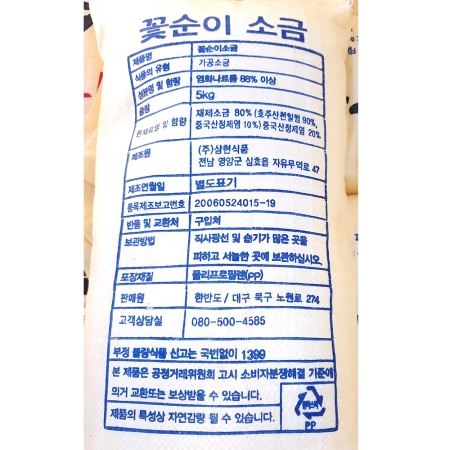 꽃순이 소금
제품명 꽃순이소금
식품의 유형 가공소금
성분명 및 함량 염화나트륨 88% 이상
중량 5kg
원재료명 및 함량 재제소금 80% (호주산천일염 90%,
중국산정제염 10%) 중국산정제염 20%
제조원 (주)삼현식품
전남 영암군 삼호읍 자유무역로 47
제조연월일 별도표기
품목제조보고번호 20060524015-19
반품 및 교환처 구입처
보관방법 직사광선 및 습기가 많은 곳을
피하고 서늘한 곳에 보관하십시오.
포장재질 폴리프로필렌(PP)
판매원 한반도 / 대구 북구 노원로 274
고객상담실 080-500-4585
부정 불량식품 신고는 국번없이 1399
본 제품은 공정거래위원회 고시 소비자분쟁해결 기준에
의거 교환또는 보상받을 수 있습니다.
제품의 특성상 자연감량 될 수 있습니다.
PP